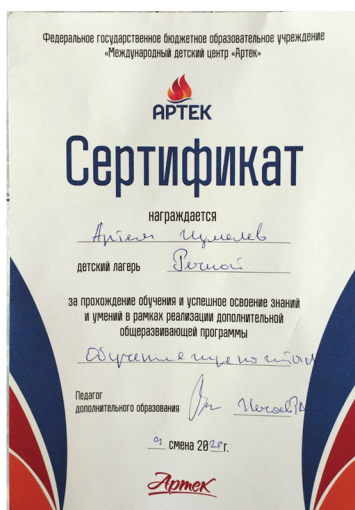 Федеральное государственное бюджетное образовательное учреждение
«Международный детский центр «Артек»
АРТЕК
Сертификат
награждается
Артем
детский лагерь Речной
за прохождение обучения и успешное освоение знаний
и умений в рамках реализации дополнительной
общеразвивающей программы
Обучение
Педагог
дополнительного образования
смена 20 г.
Артек